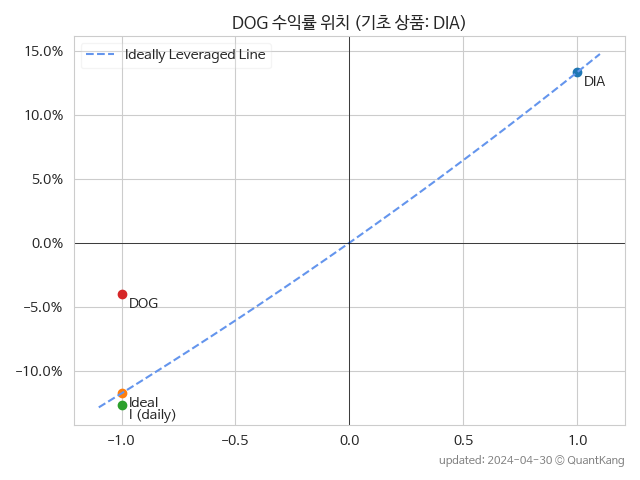 DOG 수익률 위치 (기초 상품: DIA)
15.0%
Ideally Leveraged Line
DIA
10.0%
5.0%
0.0%
DOG
−5.0%
−10.0%
Ideal
I (daily)
−1.0 −0.5 0.0 0.5 1.0
updated: 2024-04-30 © QuantKang